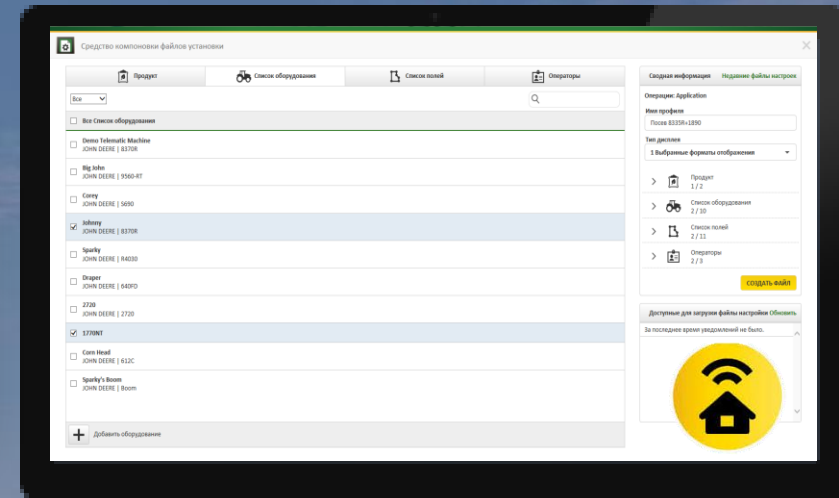 Средство компоновки файлов установки
Продукт
Список оборудования
Список полей
Операторы
Все
Все Список оборудования
Demo Telematic Machine
JOHN DEERE | 8370R
Big John
JOHN DEERE | 9560-RT
Corey
JOHN DEERE | S690
Johnny
JOHN DEERE | 8370R
Sparky
JOHN DEERE | R4030
Draper
JOHN DEERE | 640FD
2720
JOHN DEERE | 2720
1770NT
Corn Head
JOHN DEERE | 612C
Sparky's Boom
JOHN DEERE | Boom
Добавить оборудование
Сводная информация Недавние файлы настроек
Операции: Application
Имя профиля
Посев 8335R+1890
Тип дисплея
1 Выбранные форматы отображения
Продукт
1 / 2
Список оборудования
2 / 10
Список полей
2 / 11
Операторы
2 / 3
СОЗДАТЬ ФАЙЛ
Доступные для загрузки файлы настройки Обновить
За последнее время уведомлений не было.